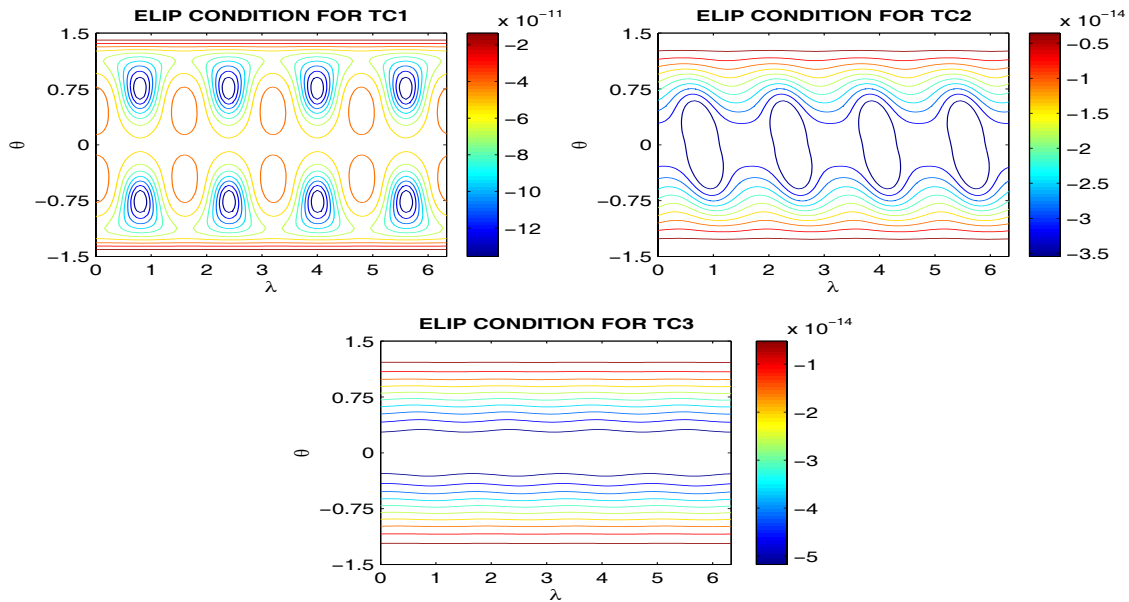 ELIP CONDITION FOR TC1
x 10⁻¹¹
1.5
0.75
0
−0.75
−1.5
θ
0 1 2 3 4 5 6
λ
−2
−4
−6
−8
−10
−12
ELIP CONDITION FOR TC2
x 10⁻¹⁴
1.5
0.75
0
−0.75
−1.5
θ
0 1 2 3 4 5 6
λ
−0.5
−1
−1.5
−2
−2.5
−3
−3.5
ELIP CONDITION FOR TC3
x 10⁻¹⁴
1.5
0.75
0
−0.75
−1.5
θ
0 1 2 3 4 5 6
λ
−1
−2
−3
−4
−5